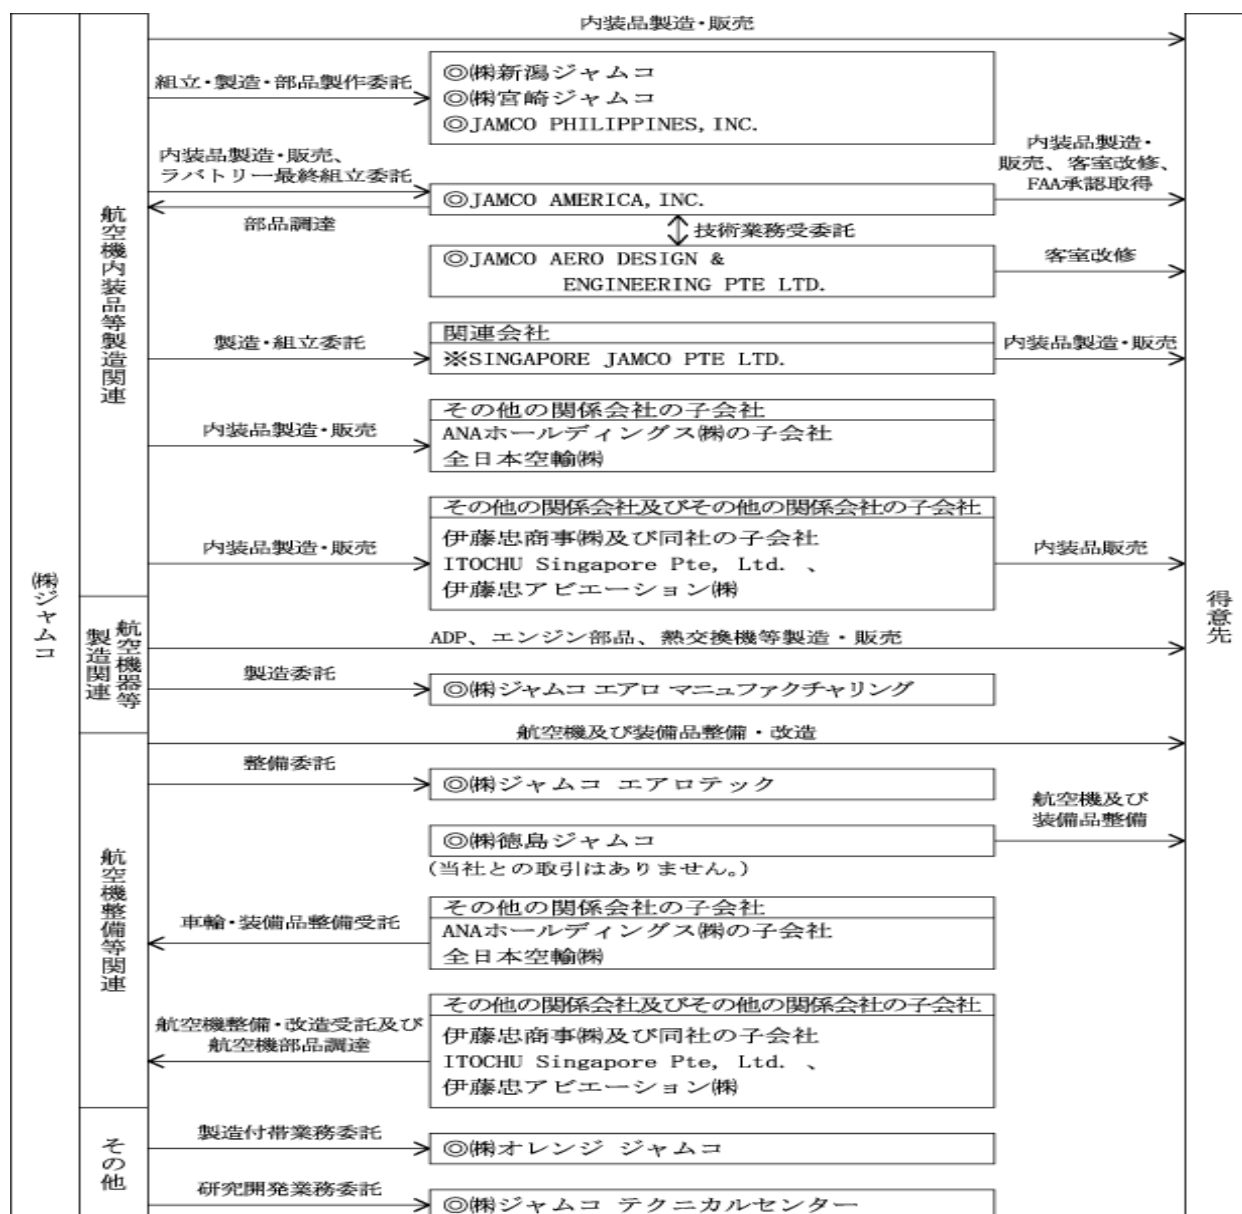 ㈱ジャムコ
航空機内装品等製造関連
内装品製造・販売
組立・製造・部品製作委託
◎㈱新潟ジャムコ
◎㈱宮崎ジャムコ
◎JAMCO PHILIPPINES,INC.
内装品製造・販売、
ラバトリー最終組立委託
部品調達
◎JAMCO AMERICA,INC.
内装品製造・
販売、客室改修、
FAA承認取得
技術業務受委託
◎JAMCO AERO DESIGN &
ENGINEERING PTE LTD.
客室改修
製造・組立委託
関連会社
※SINGAPORE JAMCO PTE LTD.
内装品製造・販売
内装品製造・販売
その他の関係会社の子会社
ANAホールディングス㈱の子会社
全日本空輸㈱
内装品製造・販売
その他の関係会社及びその他の関係会社の子会社
伊藤忠商事㈱及び同社の子会社
ITOCHU Singapore Pte, Ltd. 、
伊藤忠アビエーション㈱
内装品販売
航空機器等
製造関連
ADP、エンジン部品、熱交換機等製造・販売
製造委託
◎㈱ジャムコ エアロ マニュファクチャリング
航空機整備等関連
航空機及び装備品整備・改造
整備委託
◎㈱ジャムコ エアロテック
◎㈱徳島ジャムコ
(当社との取引はありません。)
航空機及び
装備品整備
車輪・装備品整備受託
その他の関係会社の子会社
ANAホールディングス㈱の子会社
全日本空輸㈱
航空機整備・改造受託及び
航空機部品調達
その他の関係会社及びその他の関係会社の子会社
伊藤忠商事㈱及び同社の子会社
ITOCHU Singapore Pte, Ltd. 、
伊藤忠アビエーション㈱
その他
製造付帯業務委託
◎㈱オレンジ ジャムコ
研究開発業務委託
◎㈱ジャムコ テクニカルセンター
得意先